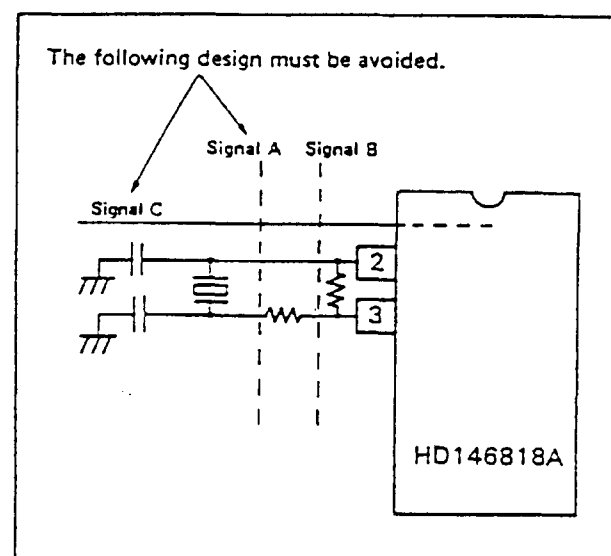 The following design must be avoided.
Signal A Signal B
Signal C
2
3
HD146818A